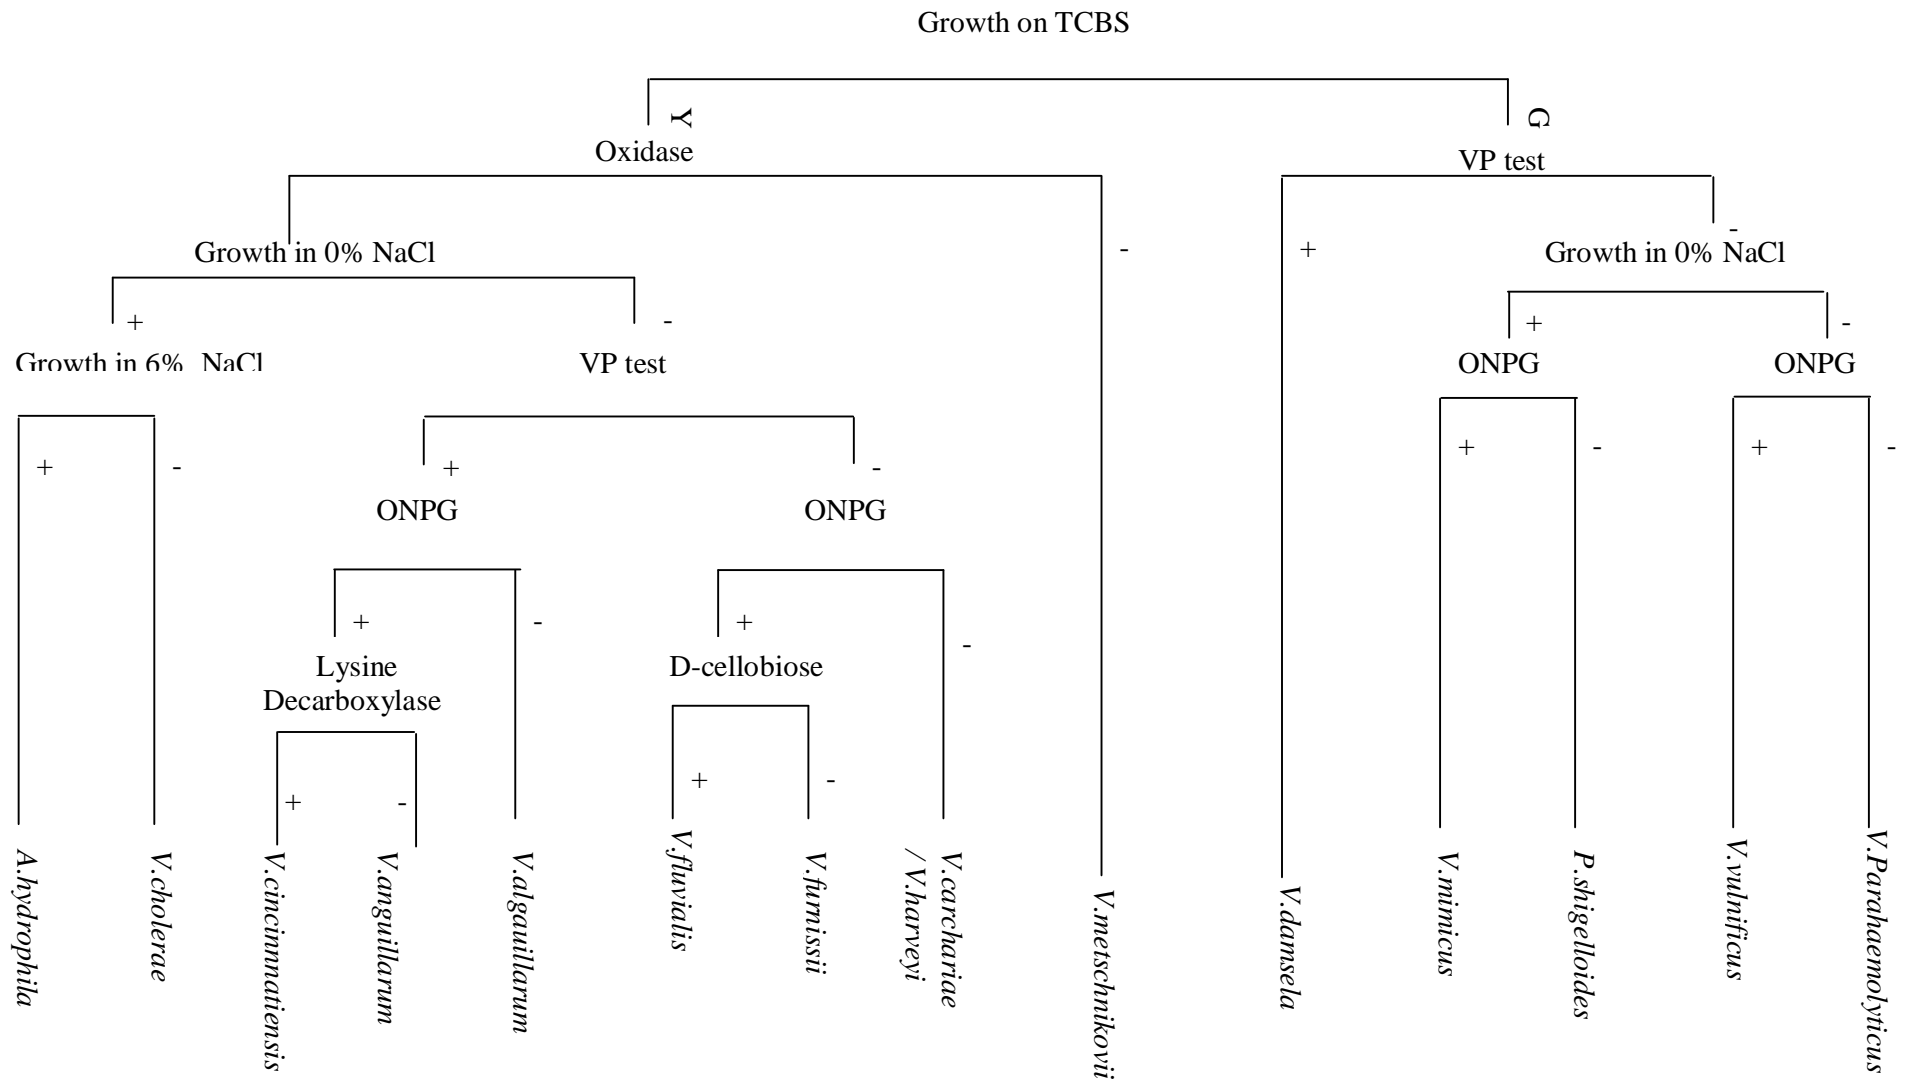 Growth on TCBS
Y
G
Oxidase
VP test
Growth in 0% NaCl
-
+
-
Growth in 0% NaCl
+
-
+
-
Growth in 6% NaCl
VP test
ONPG
ONPG
+
-
+
-
+
-
+
-
ONPG
ONPG
+
-
+
-
Lysine
Decarboxylase
D-cellobiose
+
-
+
-
A.hydrophila
V.cholerae
V.cincinnnatiensis
V.anguillarum
V.algauillarum
V.fluvialis
V.furnissii
V.carchariae
/ V.harveyi
V.metschnikovii
V.damsela
V.mimicus
P.shigelloides
V.vulnificus
V.Parahaemolyticus